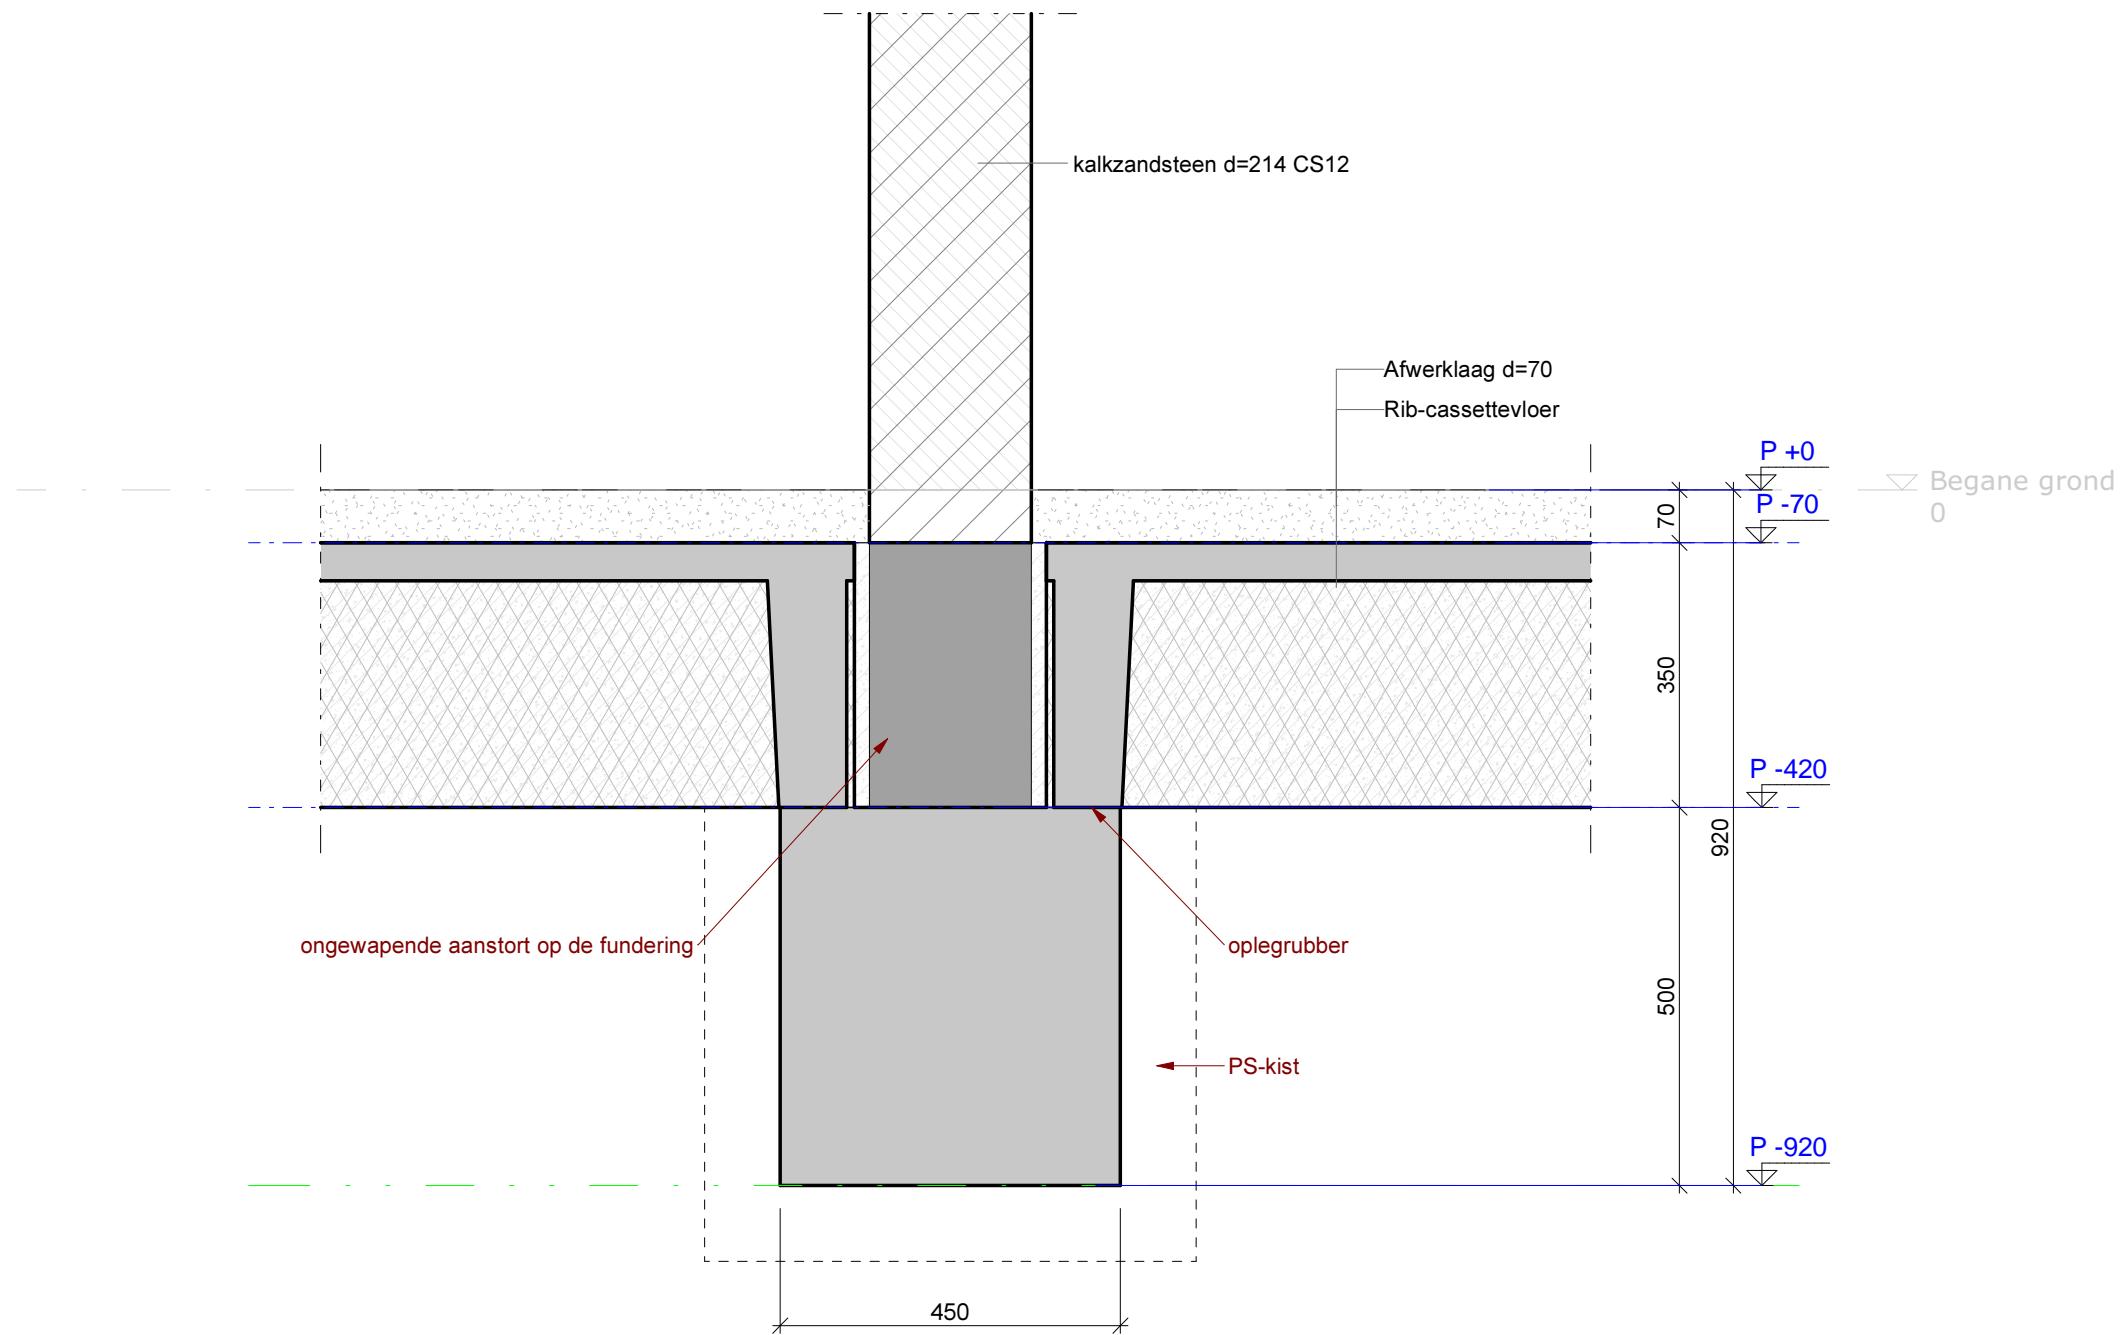 kalkzandsteen d=214 CS12
Afwerklaag d=70
Rib-cassettevloer
P +0
Begane grond
0
P -70
70
350
P -420
920
ongewapende aanstort op de fundering
oplegrubber
500
PS-kist
P -920
450